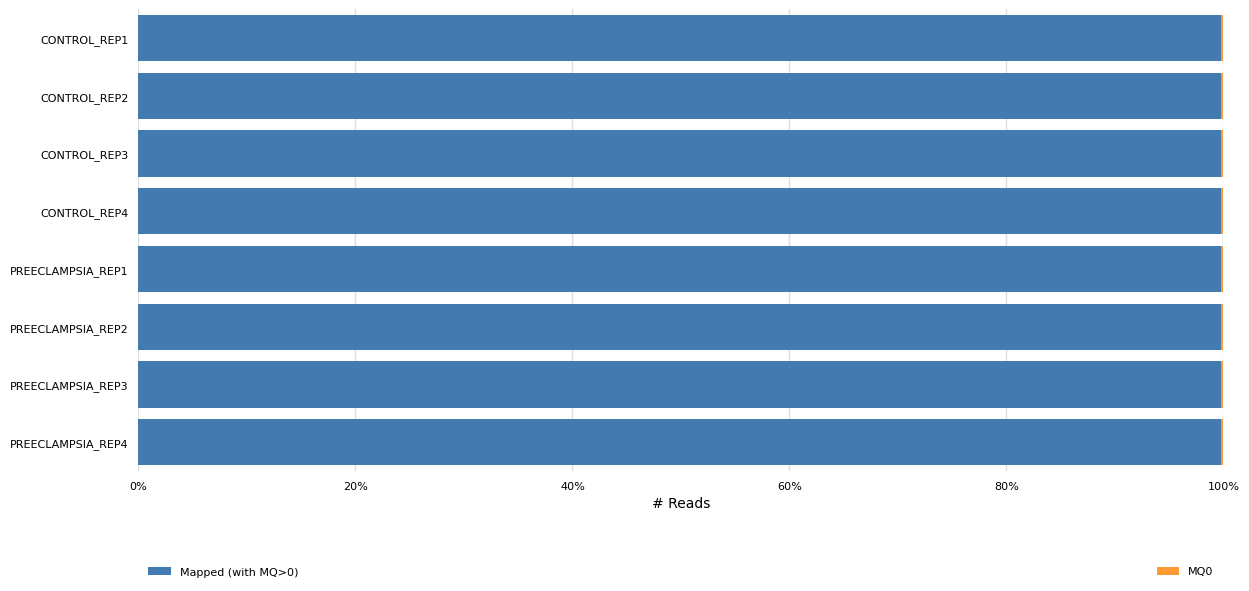 CONTROL_REP1
CONTROL_REP2
CONTROL_REP3
CONTROL_REP4
PREECLAMPSIA_REP1
PREECLAMPSIA_REP2
PREECLAMPSIA_REP3
PREECLAMPSIA_REP4
0% 20% 40% 60% 80% 100%
# Reads
Mapped (with MQ>0) MQ0